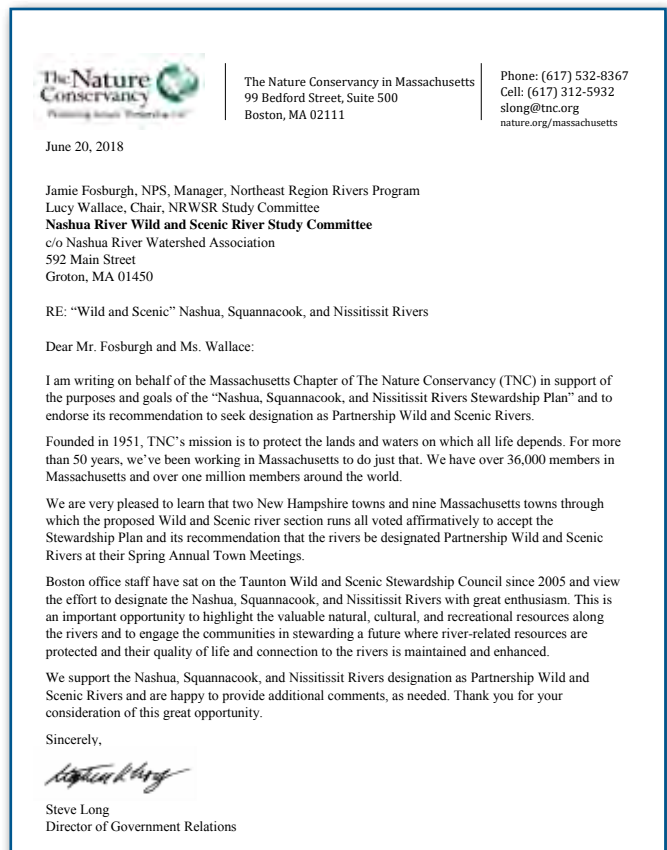 The Nature
Conservancy
The Nature Conservancy in Massachusetts
99 Bedford Street, Suite 500
Boston, MA 02111
Phone: (617) 532-8367
Cell: (617) 312-5932
slong@tnc.org
nature.org/massachusetts
June 20, 2018
Jamie Fosburgh, NPS, Manager, Northeast Region Rivers Program
Lucy Wallace, Chair, NRWSR Study Committee
Nashua River Wild and Scenic River Study Committee
c/o Nashua River Watershed Association
592 Main Street
Groton, MA 01450
RE: “Wild and Scenic” Nashua, Squannacook, and Nissitissit Rivers
Dear Mr. Fosburgh and Ms. Wallace:
I am writing on behalf of the Massachusetts Chapter of The Nature Conservancy (TNC) in support of
the purposes and goals of the “Nashua, Squannacook, and Nissitissit Rivers Stewardship Plan” and to
endorse its recommendation to seek designation as Partnership Wild and Scenic Rivers.
Founded in 1951, TNC’s mission is to protect the lands and waters on which all life depends. For more
than 50 years, we’ve been working in Massachusetts to do just that. We have over 36,000 members in
Massachusetts and over one million members around the world.
We are very pleased to learn that two New Hampshire towns and nine Massachusetts towns through
which the proposed Wild and Scenic river section runs all voted affirmatively to accept the
Stewardship Plan and its recommendation that the rivers be designated Partnership Wild and Scenic
Rivers at their Spring Annual Town Meetings.
Boston office staff have sat on the Taunton Wild and Scenic Stewardship Council since 2005 and view
the effort to designate the Nashua, Squannacook, and Nissitissit Rivers with great enthusiasm. This is
an important opportunity to highlight the valuable natural, cultural, and recreational resources along
the rivers and to engage the communities in stewarding a future where river-related resources are
protected and their quality of life and connection to the rivers is maintained and enhanced.
We support the Nashua, Squannacook, and Nissitissit Rivers designation as Partnership Wild and
Scenic Rivers and are happy to provide additional comments, as needed. Thank you for your
consideration of this great opportunity.
Sincerely,
Steve Long
Director of Government Relations